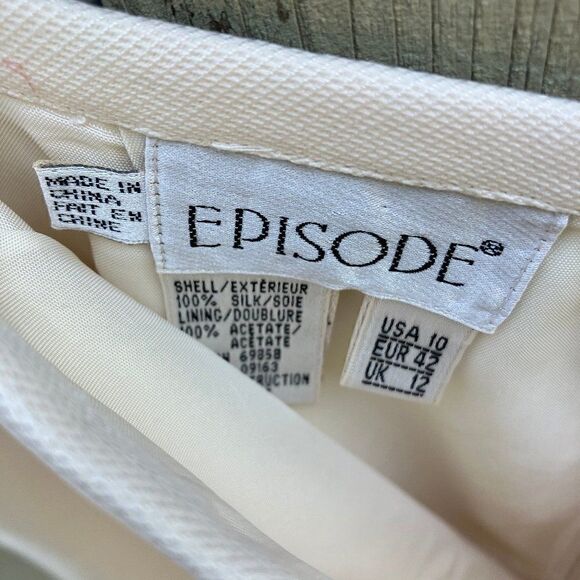 MADE IN
CHINA
FAIT EN
CHINE
EPISODE®
SHELL/EXTÉRIEUR
100% SILK/SOIE
LINING/DOUBLURE
100% ACETATE/
ACÉTATE
69858
09163
USA 10
EUR 42
UK 12